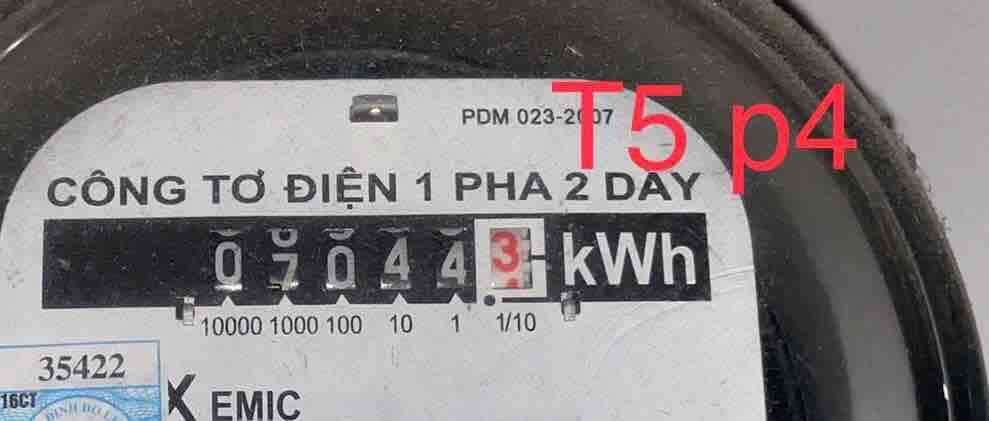 PDM 023-2007
T5 p4
CÔNG TƠ ĐIỆN 1 PHA 2 DAY
0 7 0 4 4 3 kWh
10000 1000 100 10 1 1/10
35422
16CT
EMIC